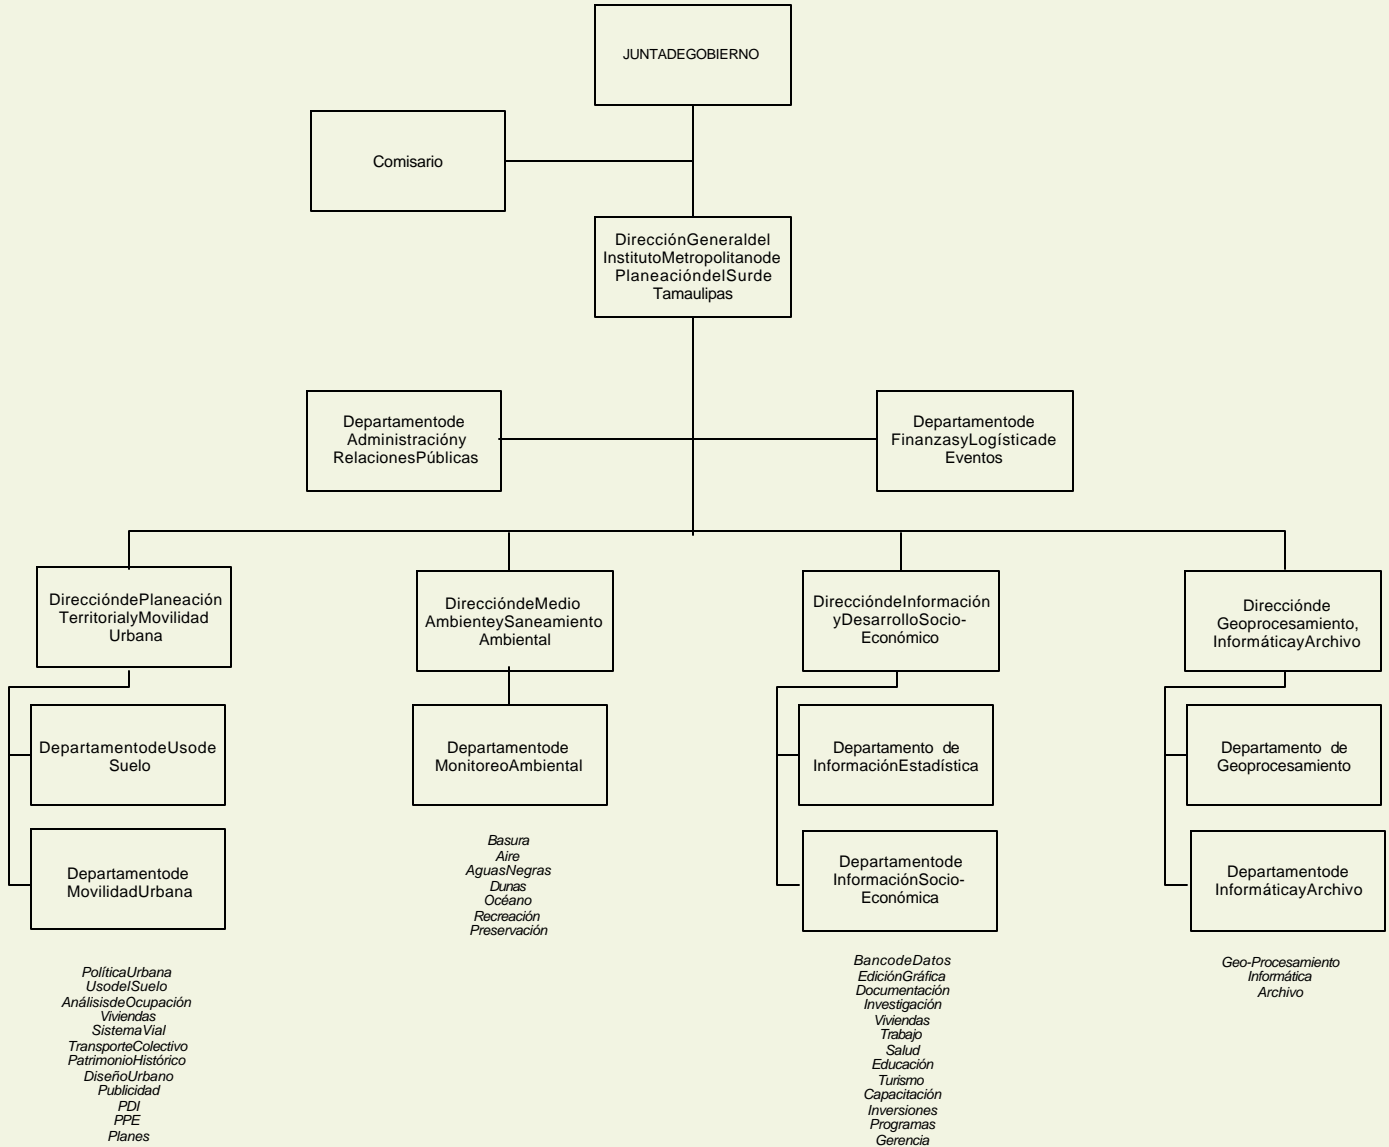 JUNTADEGOBIERNO
Comisario
DirecciónGeneraldel
InstitutoMetropolitanode
PlaneacióndelSurde
Tamaulipas
Departamentode
Administracióny
RelacionesPúblicas
Departamentode
FinanzasyLogísticade
Eventos
DireccióndePlaneación
TerritorialyMovilidad
Urbana
DireccióndeMedio
AmbienteySaneamiento
Ambiental
DireccióndeInformación
yDesarrolloSocio-
Económico
Direcciónde
Geoprocesamiento,
InformáticayArchivo
DepartamentodeUsode
Suelo
Departamentode
MonitoreoAmbiental
Departamento de
InformaciónEstadística
Departamento de
Geoprocesamiento
Departamentode
MovilidadUrbana
Basura
Aire
AguasNegras
Dunas
Océano
Recreación
Preservación
Departamentode
InformaciónSocio-
Económica
Departamentode
InformáticayArchivo
PolíticaUrbana
UsodelSuelo
AnálisisdeOcupación
Viviendas
SistemaVial
TransporteColectivo
PatrimonioHistórico
DiseñoUrbano
Publicidad
PDI
PPE
Planes
BancodeDatos
EdiciónGráfica
Documentación
Investigación
Viviendas
Trabajo
Salud
Educación
Turismo
Capacitación
Inversiones
Programas
Gerencia
Geo-Procesamiento
Informática
Archivo